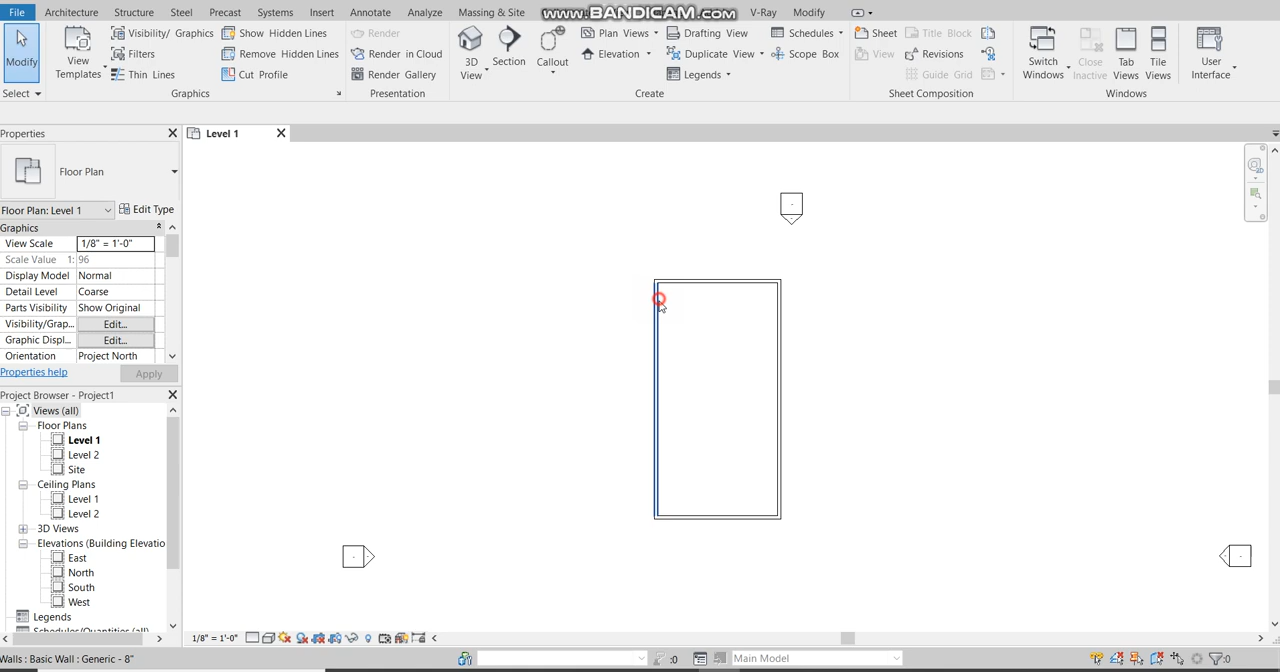 File Architecture Structure Steel Precast Systems Insert Annotate Analyze Massing & Site www.BANDICAM.com V-Ray Modify
Modify
Select
View Templates
Visibility/ Graphics
Filters
Thin Lines
Show Hidden Lines
Remove Hidden Lines
Cut Profile
Graphics
Render
Render in Cloud
Render Gallery
Presentation
3D View
Section
Callout
Plan Views
Elevation
Drafting View
Duplicate View
Legends
Schedules
Scope Box
Create
Sheet
View
Title Block
Revisions
Guide Grid
Sheet Composition
Switch Windows
Close Inactive
Tab Views
Tile Views
Windows
User Interface
Properties
Level 1
Floor Plan
Floor Plan: Level 1 Edit Type
Graphics
View Scale 1/8" = 1'-0"
Scale Value 1: 96
Display Model Normal
Detail Level Coarse
Parts Visibility Show Original
Visibility/Grap... Edit...
Graphic Displ... Edit...
Orientation Project North
Properties help Apply
Project Browser - Project1
Views (all)
Floor Plans
Level 1
Level 2
Site
Ceiling Plans
Level 1
Level 2
3D Views
Elevations (Building Elevatio
East
North
South
West
Legends
Schedules/Quantities (all)
1/8" = 1'-0"
Walls : Basic Wall : Generic - 8" :0 Main Model :0